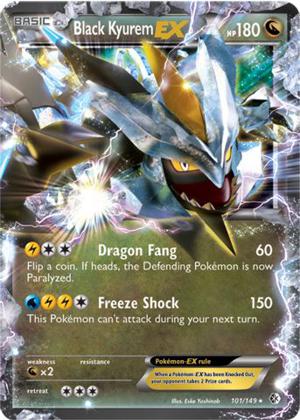 BASIC Black Kyurem EX HP 180
Dragon Fang 60
Flip a coin. If heads, the Defending Pokémon is now
Paralyzed.
Freeze Shock 150
This Pokémon can't attack during your next turn.
weakness resistance
×2
retreat
Pokémon-EX rule
When a Pokémon-EX has been Knocked Out,
your opponent takes 2 Prize cards.
Illus. Eske Yoshinob 101/149